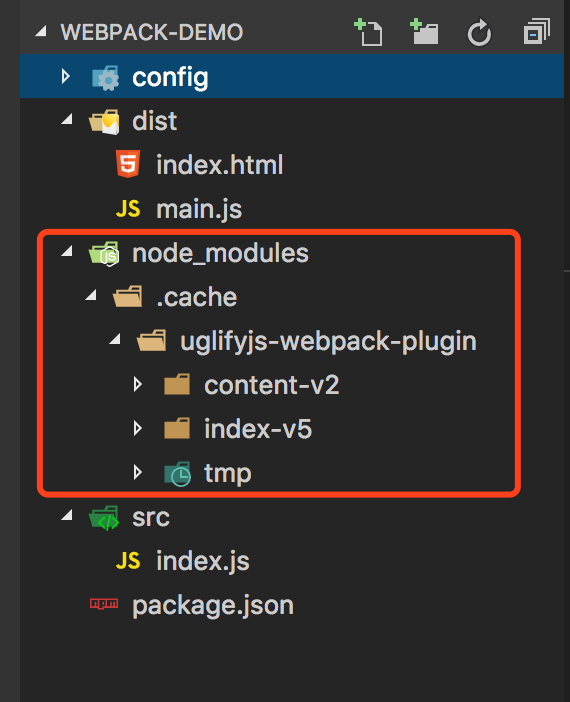 WEBPACK-DEMO
config
dist
index.html
JS main.js
node_modules
.cache
uglifyjs-webpack-plugin
content-v2
index-v5
tmp
src
JS index.js
package.json